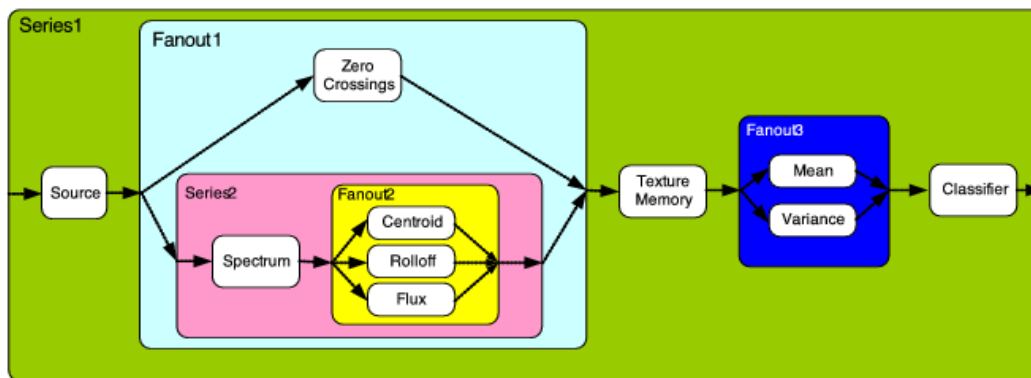 Series1
Fanout1
Zero
Crossings
Fanout3
Mean
Source
Series2
Fanout2
Centroid
Texture
Memory
Classifier
Variance
Spectrum
Rolloff
Flux